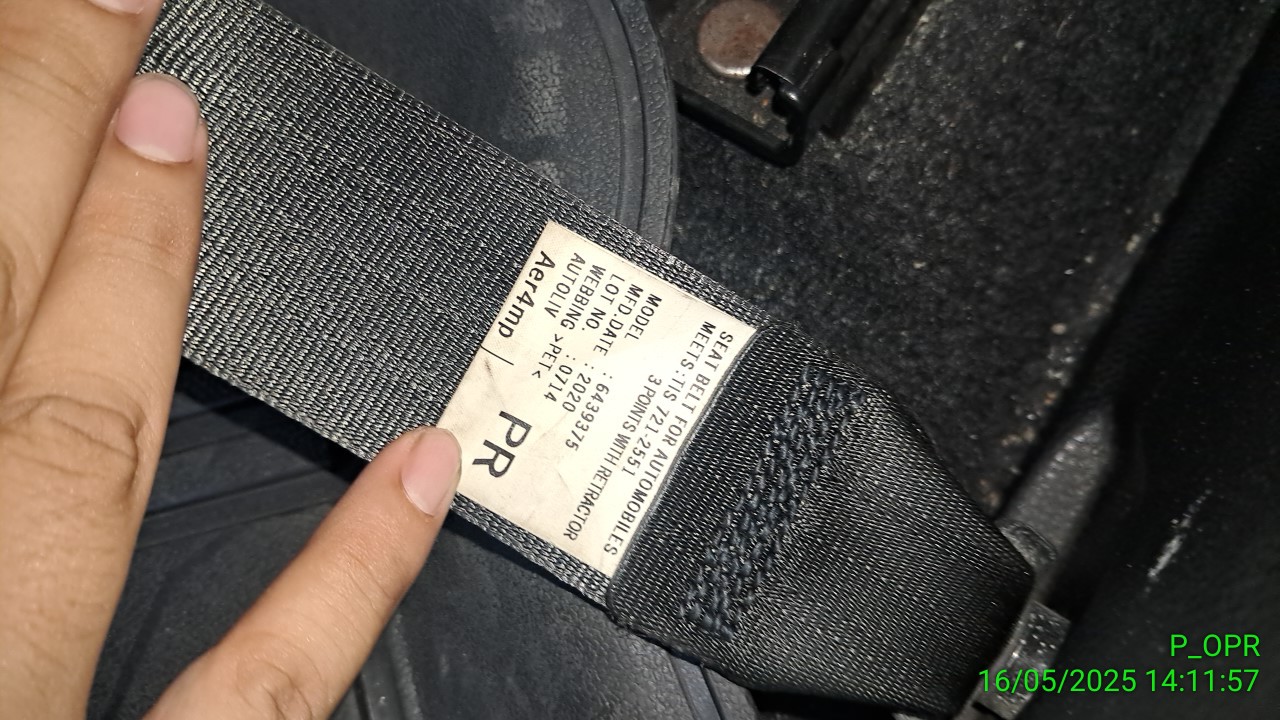 SEAT BELT FOR AUTOMOBILES
MEETS:TIS 721-2551
3 POINTS WITH RETRACTOR
MODEL : 6439375
MFD.DATE : 2020
LOT NO. : 0714
WEBBING >PET<
AUTOLIV
PR
Aer4mp
P_OPR
16/05/2025 14:11:57